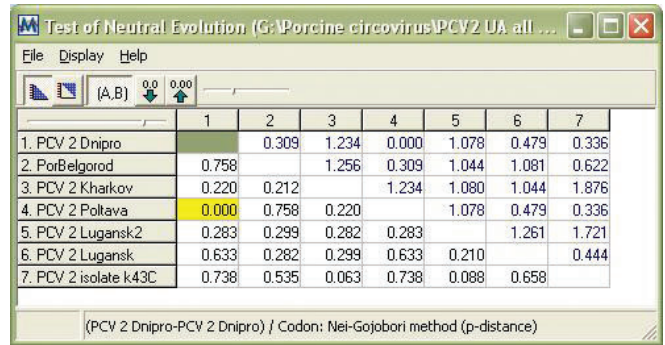 Test of Neutral Evolution (G:\Porcine circovirus\PCV2 UA all ...
File Display Help
(A,B) 0.0 0.00
1 2 3 4 5 6 7
1. PCV 2 Dnipro 0.309 1.234 0.000 1.078 0.479 0.336
2. PorBelgorod 0.758 1.256 0.309 1.044 1.081 0.622
3. PCV 2 Kharkov 0.220 0.212 1.234 1.080 1.044 1.876
4. PCV 2 Poltava 0.000 0.758 0.220 1.078 0.479 0.336
5. PCV 2 Lugansk2 0.283 0.299 0.282 0.283 1.261 1.721
6. PCV 2 Lugansk 0.633 0.282 0.299 0.633 0.210 0.444
7. PCV 2 isolate k43C 0.738 0.535 0.063 0.738 0.088 0.658
(PCV 2 Dnipro-PCV 2 Dnipro) / Codon: Nei-Gojobori method (p-distance)